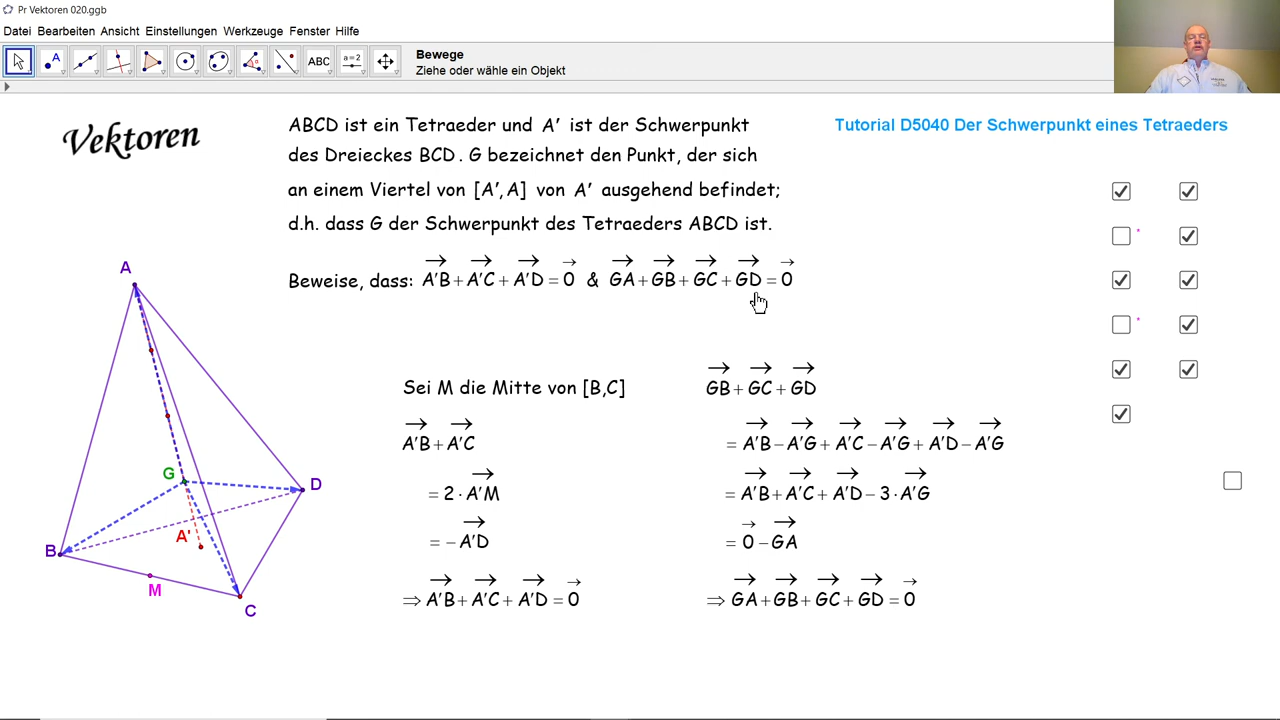 Pr Vektoren 020.ggb
Datei Bearbeiten Ansicht Einstellungen Werkzeuge Fenster Hilfe
A ABC a=2
Bewege
Ziehe oder wähle ein Objekt
Vektoren
Tutorial D5040 Der Schwerpunkt eines Tetraeders
ABCD ist ein Tetraeder und A′ ist der Schwerpunkt
des Dreieckes BCD. G bezeichnet den Punkt, der sich
an einem Viertel von [A′,A] von A′ ausgehend befindet;
d.h. dass G der Schwerpunkt des Tetraeders ABCD ist.
Beweise, dass: A′B⃗ + A′C⃗ + A′D⃗ = 0⃗ & GA⃗ + GB⃗ + GC⃗ + GD⃗ = 0⃗
Sei M die Mitte von [B,C]
A′B⃗ + A′C⃗
= 2 · A′M⃗
= − A′D⃗
⇒ A′B⃗ + A′C⃗ + A′D⃗ = 0⃗
GB⃗ + GC⃗ + GD⃗
= A′B⃗ − A′G⃗ + A′C⃗ − A′G⃗ + A′D⃗ − A′G⃗
= A′B⃗ + A′C⃗ + A′D⃗ − 3 · A′G⃗
= 0⃗ − GA⃗
⇒ GA⃗ + GB⃗ + GC⃗ + GD⃗ = 0⃗
A
G
D
A'
B
M
C
*
*